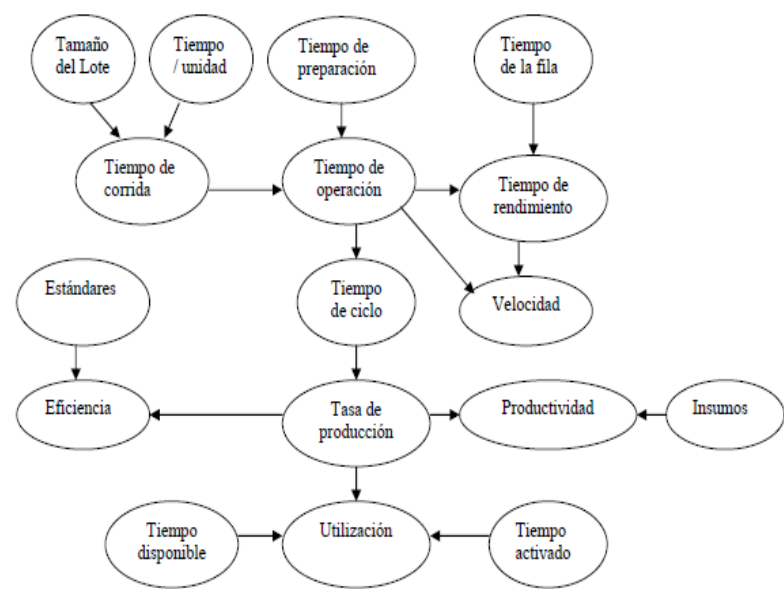 Tamaño
del Lote
Tiempo
/ unidad
Tiempo de
preparación
Tiempo
de la fila
Tiempo de
corrida
Tiempo de
operación
Tiempo de
rendimiento
Estándares
Tiempo
de ciclo
Velocidad
Eficiencia
Tasa de
producción
Productividad
Insumos
Tiempo
disponible
Utilización
Tiempo
activado